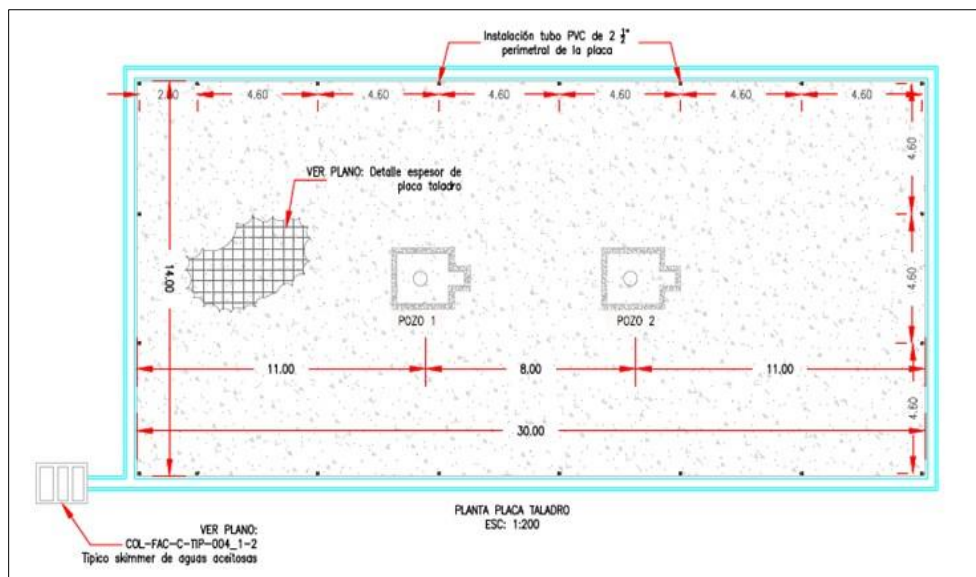 Instalación tubo PVC de 2 ½"
perimetral de la placa
2.80 4.60 4.60 4.60 4.60 4.60 4.60
4.60
VER PLANO: Detalle espesor de
placa taladro
14.00
4.60
POZO 1 POZO 2
11.00 8.00 11.00
4.60
30.00
PLANTA PLACA TALADRO
ESC: 1:200
VER PLANO:
COL-FAC-C-TIP-004_1-2
Tipico skimmer de aguas aceitosas